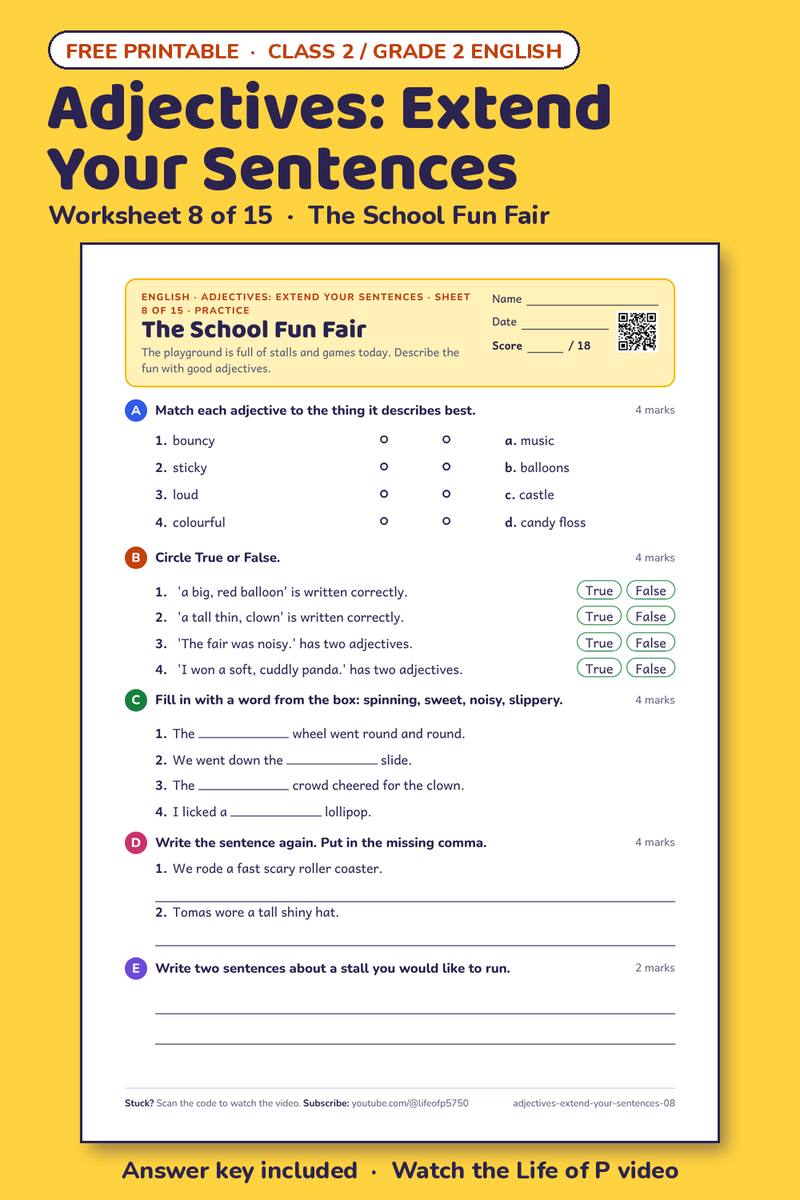 FREE PRINTABLE · CLASS 2 / GRADE 2 ENGLISH
Adjectives: Extend
Your Sentences
Worksheet 8 of 15 · The School Fun Fair
ENGLISH · ADJECTIVES: EXTEND YOUR SENTENCES · SHEET
8 OF 15 · PRACTICE
The School Fun Fair
The playground is full of stalls and games today. Describe the
fun with good adjectives.
Name ____________
Date ____________
Score ______ / 18
A Match each adjective to the thing it describes best. 4 marks
1. bouncy a. music
2. sticky b. balloons
3. loud c. castle
4. colourful d. candy floss
B Circle True or False. 4 marks
1. 'a big, red balloon' is written correctly. True False
2. 'a tall thin, clown' is written correctly. True False
3. 'The fair was noisy.' has two adjectives. True False
4. 'I won a soft, cuddly panda.' has two adjectives. True False
C Fill in with a word from the box: spinning, sweet, noisy, slippery. 4 marks
1. The ____________ wheel went round and round.
2. We went down the ____________ slide.
3. The ____________ crowd cheered for the clown.
4. I licked a ____________ lollipop.
D Write the sentence again. Put in the missing comma. 4 marks
1. We rode a fast scary roller coaster.
2. Tomas wore a tall shiny hat.
E Write two sentences about a stall you would like to run. 2 marks
Stuck? Scan the code to watch the video. Subscribe: youtube.com/@lifeofp5750 adjectives-extend-your-sentences-08
Answer key included · Watch the Life of P video